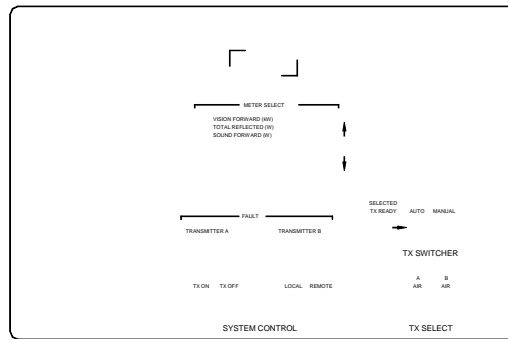 METER SELECT
VISION FORWARD (kW)
TOTAL REFLECTED (W)
SOUND FORWARD (W)
SELECTED
TX READY AUTO MANUAL
FAULT
TRANSMITTER A TRANSMITTER B
TX SWITCHER
A B
AIR AIR
TX ON TX OFF LOCAL REMOTE
SYSTEM CONTROL TX SELECT